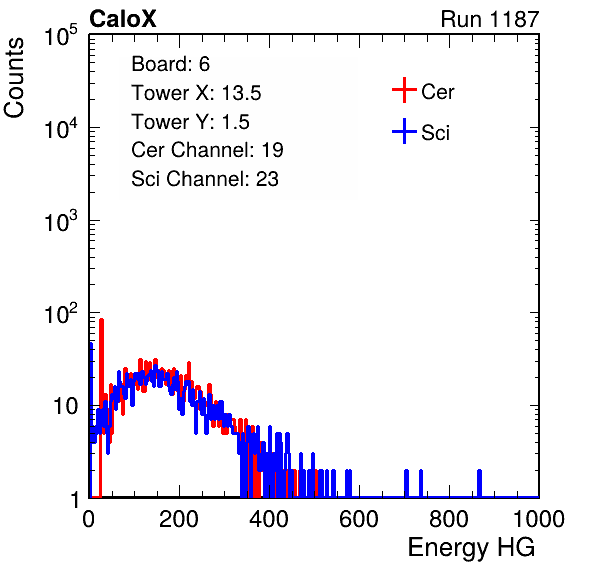 CaloX Run 1187
Counts
Board: 6
Tower X: 13.5
Tower Y: 1.5
Cer Channel: 19
Sci Channel: 23
Cer
Sci
10^5
10^4
10^3
10^2
10
1
0 200 400 600 800 1000
Energy HG